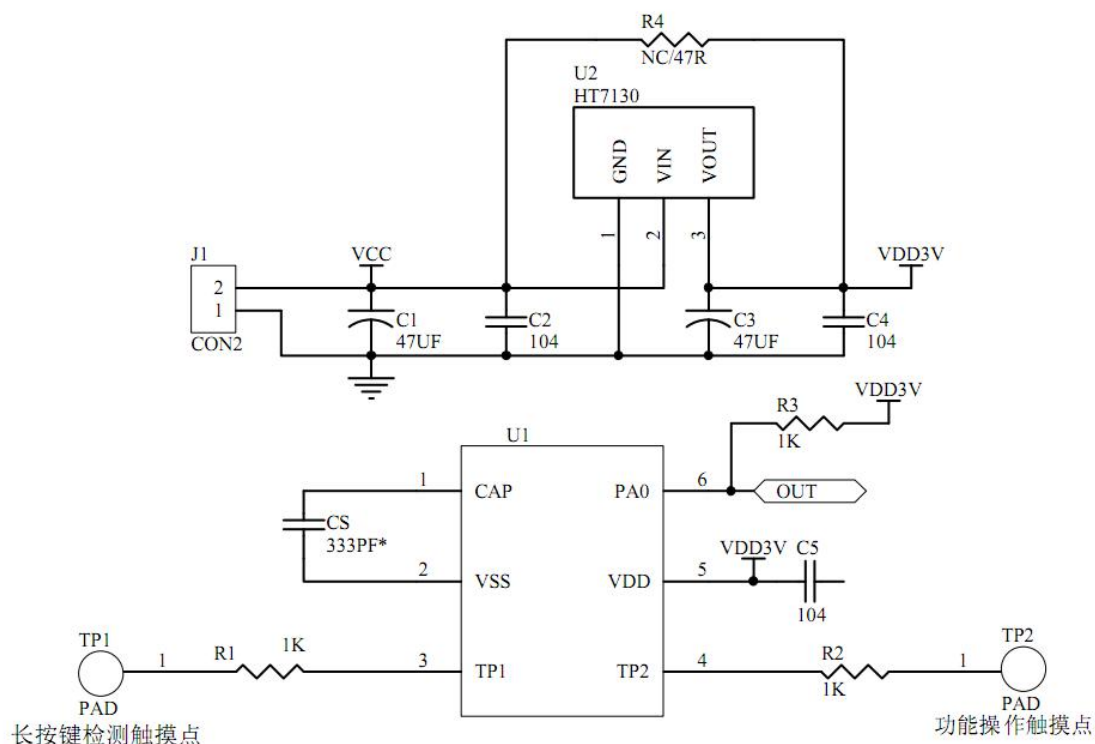 R4
NC/47R
U2
HT7130
GND
VIN
VOUT
1
2
3
J1
VCC
VDD3V
2
1
C1
47UF
C2
104
C3
47UF
C4
104
CON2
VDD3V
R3
1K
U1
1
CAP
PA0
6
OUT
CS
333PF*
2
VSS
VDD
5
VDD3V
C5
104
TP1
1
R1
1K
3
TP1
TP2
4
R2
1K
1
TP2
PAD
PAD
长按键检测触摸点
功能操作触摸点